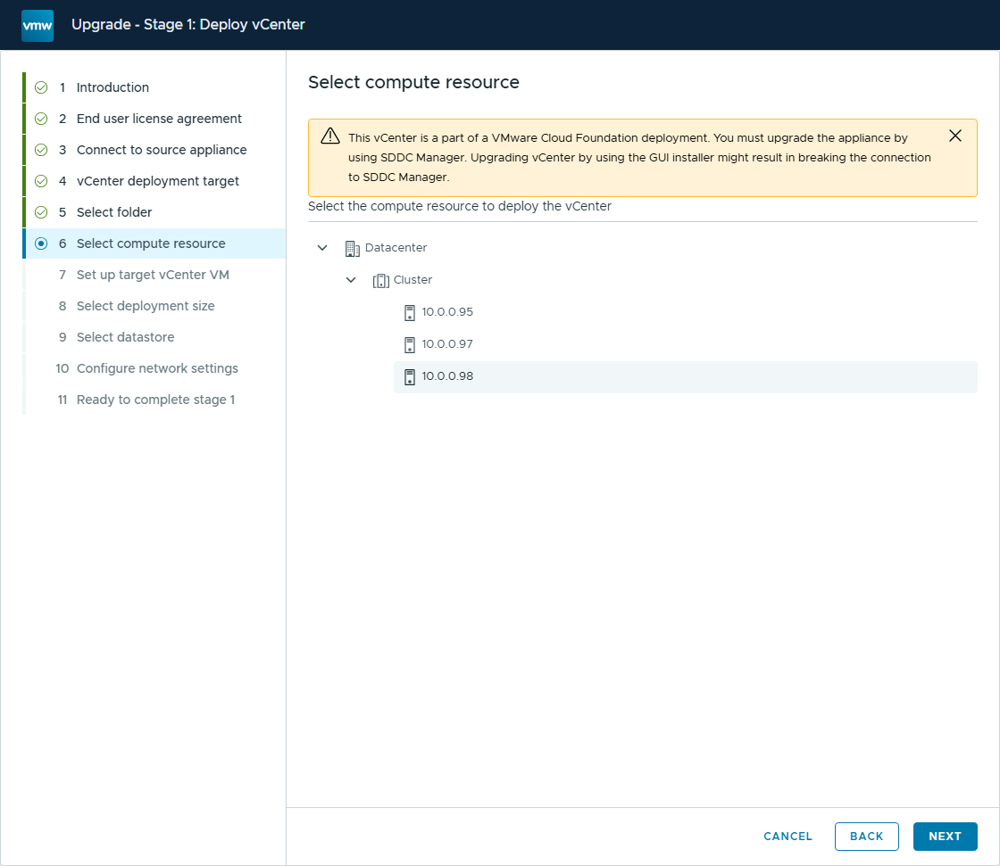 vmw Upgrade - Stage 1: Deploy vCenter
1 Introduction
2 End user license agreement
3 Connect to source appliance
4 vCenter deployment target
5 Select folder
6 Select compute resource
7 Set up target vCenter VM
8 Select deployment size
9 Select datastore
10 Configure network settings
11 Ready to complete stage 1
Select compute resource
This vCenter is a part of a VMware Cloud Foundation deployment. You must upgrade the appliance by
using SDDC Manager. Upgrading vCenter by using the GUI installer might result in breaking the connection
to SDDC Manager.
Select the compute resource to deploy the vCenter
Datacenter
Cluster
10.0.0.95
10.0.0.97
10.0.0.98
CANCEL BACK NEXT